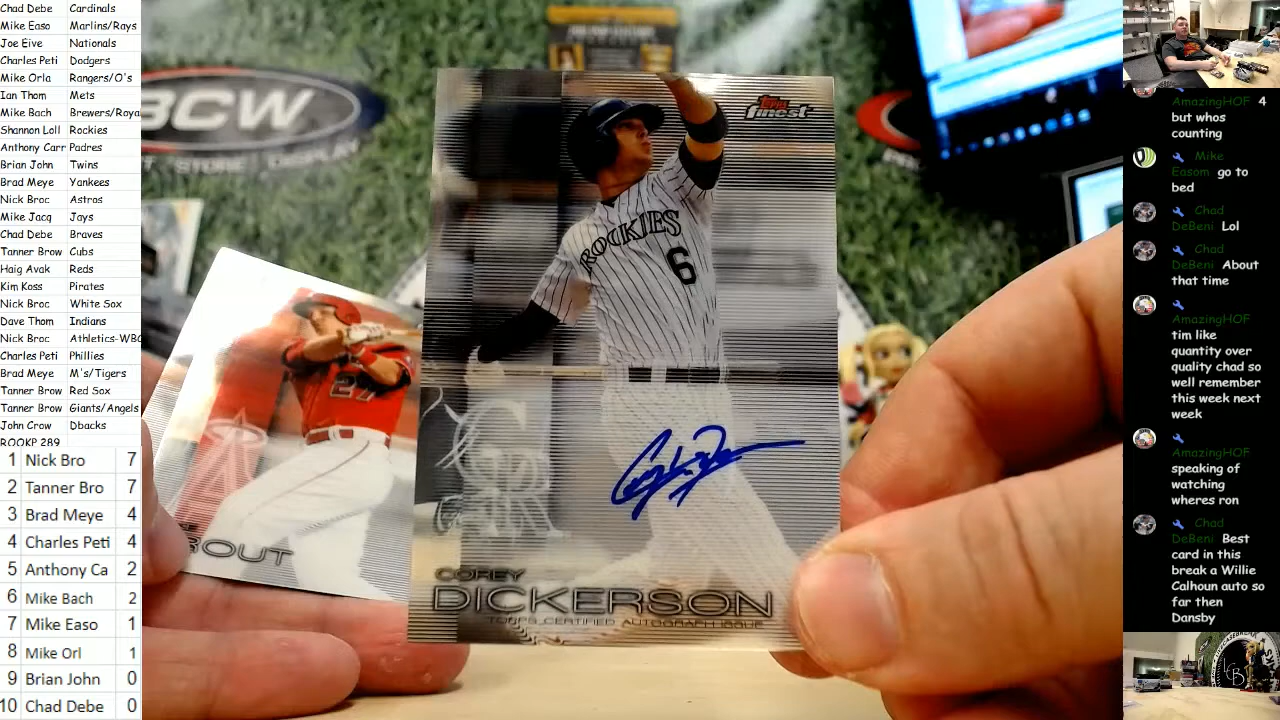 Chad Debe Cardinals
Mike Easo Marlins/Rays
Joe Eive Nationals
Charles Peti Dodgers
Mike Orla Rangers/O's
Ian Thom Mets
Mike Bach Mariners/Roya
Shannon Loll Rockies
Anthony Carr Padres
Brian John Twins
Brad Meye Yankees
Nick Broc Astros
Mike Jacq Jays
Chad Debe Braves
Tanner Brow Cubs
Haig Avak Reds
Kim Koss Pirates
Nick Broc White Sox
Dave Thom Indians
Nick Broc Athletics-WBC
Charles Peti Phillies
Brad Meye M's/Tigers
Tanner Brow Red Sox
Tanner Brow Giants/Angels
John Crow Dbacks
1 Nick Bro 7
2 Tanner Bro 7
3 Brad Meye 4
4 Charles Peti 4
5 Anthony Ca 2
6 Mike Bach 2
7 Mike Easo 1
8 Mike Orl 1
9 Brian John 0
10 Chad Debe 0
BCW
Topps
finest
ROCKIES
6
27
ROUT
CR
COREY
DICKERSON
TOPPS CERTIFIED AUTOGRAPH ISSUE
AmazingHOF 4
but whos
counting
Mike
Easom go to
bed
Chad
DeBeni Lol
Chad
DeBeni About
that time
AmazingHOF
tim like
quantity over
quality chad so
well remember
this week next
week
AmazingHOF
speaking of
watching
wheres ron
Chad
DeBeni Best
card in this
break a Willie
Calhoun auto so
far then
Dansby